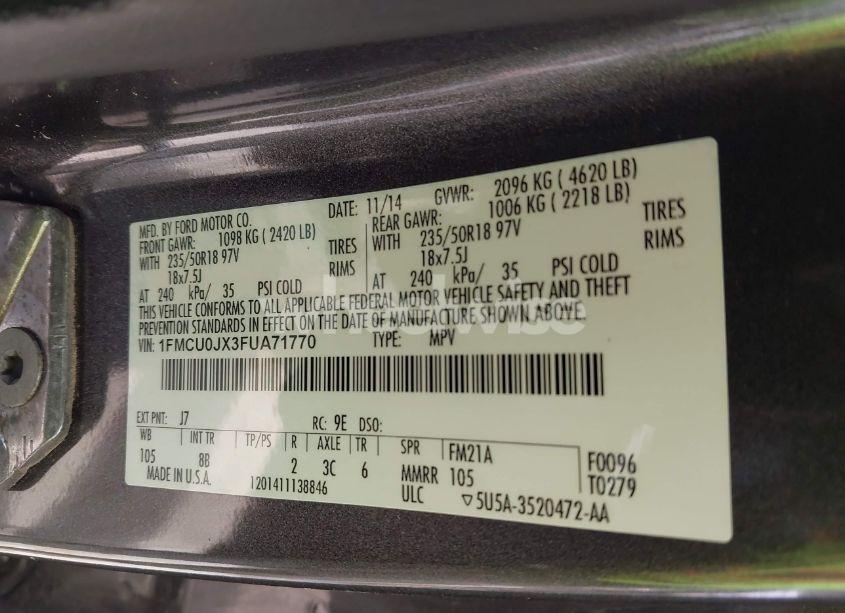 MFD. BY FORD MOTOR CO. DATE: 11/14 GVWR: 2096 KG ( 4620 LB)
FRONT GAWR: 1098 KG ( 2420 LB) REAR GAWR: 1006 KG ( 2218 LB)
WITH 235/50R18 97V TIRES WITH 235/50R18 97V TIRES
18x7.5J RIMS 18x7.5J RIMS
AT 240 kPa/ 35 PSI COLD AT 240 kPa/ 35 PSI COLD
THIS VEHICLE CONFORMS TO ALL APPLICABLE FEDERAL MOTOR VEHICLE SAFETY AND THEFT
PREVENTION STANDARDS IN EFFECT ON THE DATE OF MANUFACTURE SHOWN ABOVE.
VIN: 1FMCU0JX3FUA71770 TYPE: MPV
EXT PNT: J7 RC: 9E DSO:
WB INT TR TP/PS R AXLE TR SPR FM21A F0096
105 8B 2 3C 6 MMRR 105 T0279
MADE IN U.S.A. 1201411138846 ULC ▽5U5A-3520472-AA